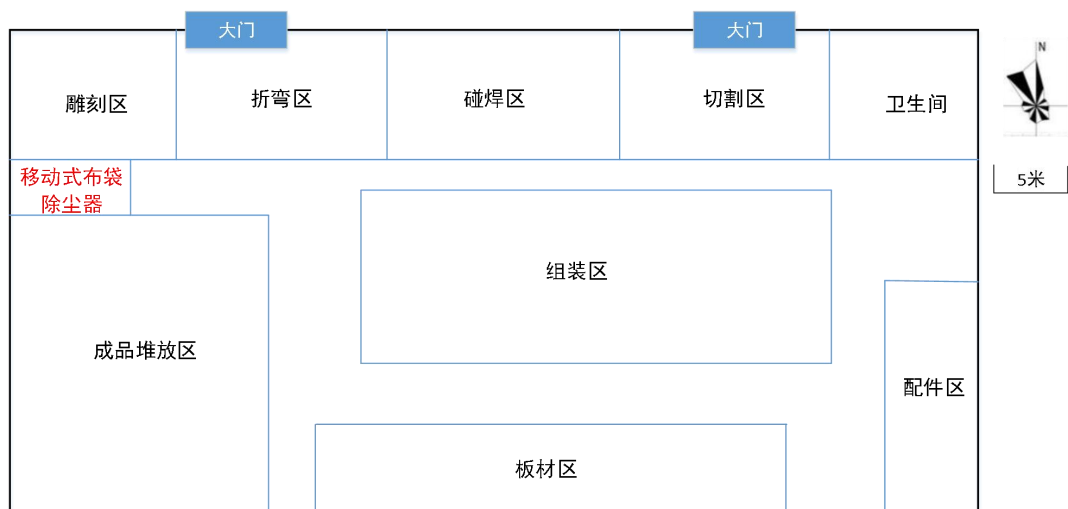 大门
大门
N
雕刻区
折弯区
碰焊区
切割区
卫生间
移动式布袋
除尘器
5米
组装区
成品堆放区
配件区
板材区